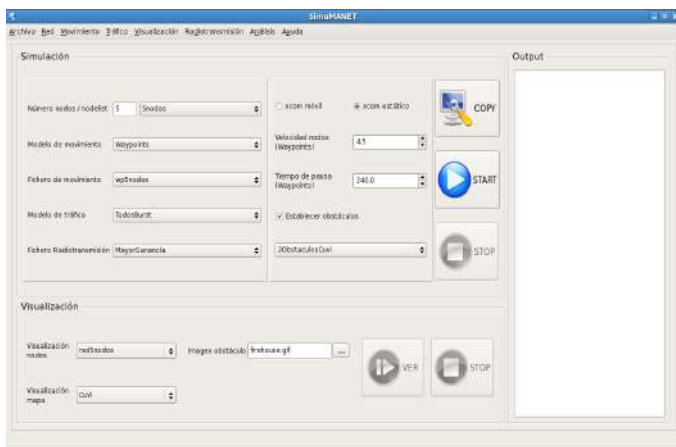 SimuMANET
Archivo Red Movimiento Tráfico Visualización Radiotransmisión Análisis Ayuda
Simulación
Output
Número nodos / nodelist 5 5nodos
xcom móvil xcom estático
COPY
Modelo de movimiento Waypoints
Velocidad nodos (Waypoints) 4.5
Fichero de movimiento wp5nodos
Tiempo de pausa (Waypoints) 240.0
START
Modelo de tráfico TodosBurst
Establecer obstáculos
Fichero Radiotransmisión MayorGanancia
ObstaculosCuvi
STOP
Visualización
Visualización nodos red5nodos
Imagen obstáculo firehouse.gif ...
VER
STOP
Visualización mapa Cuvi